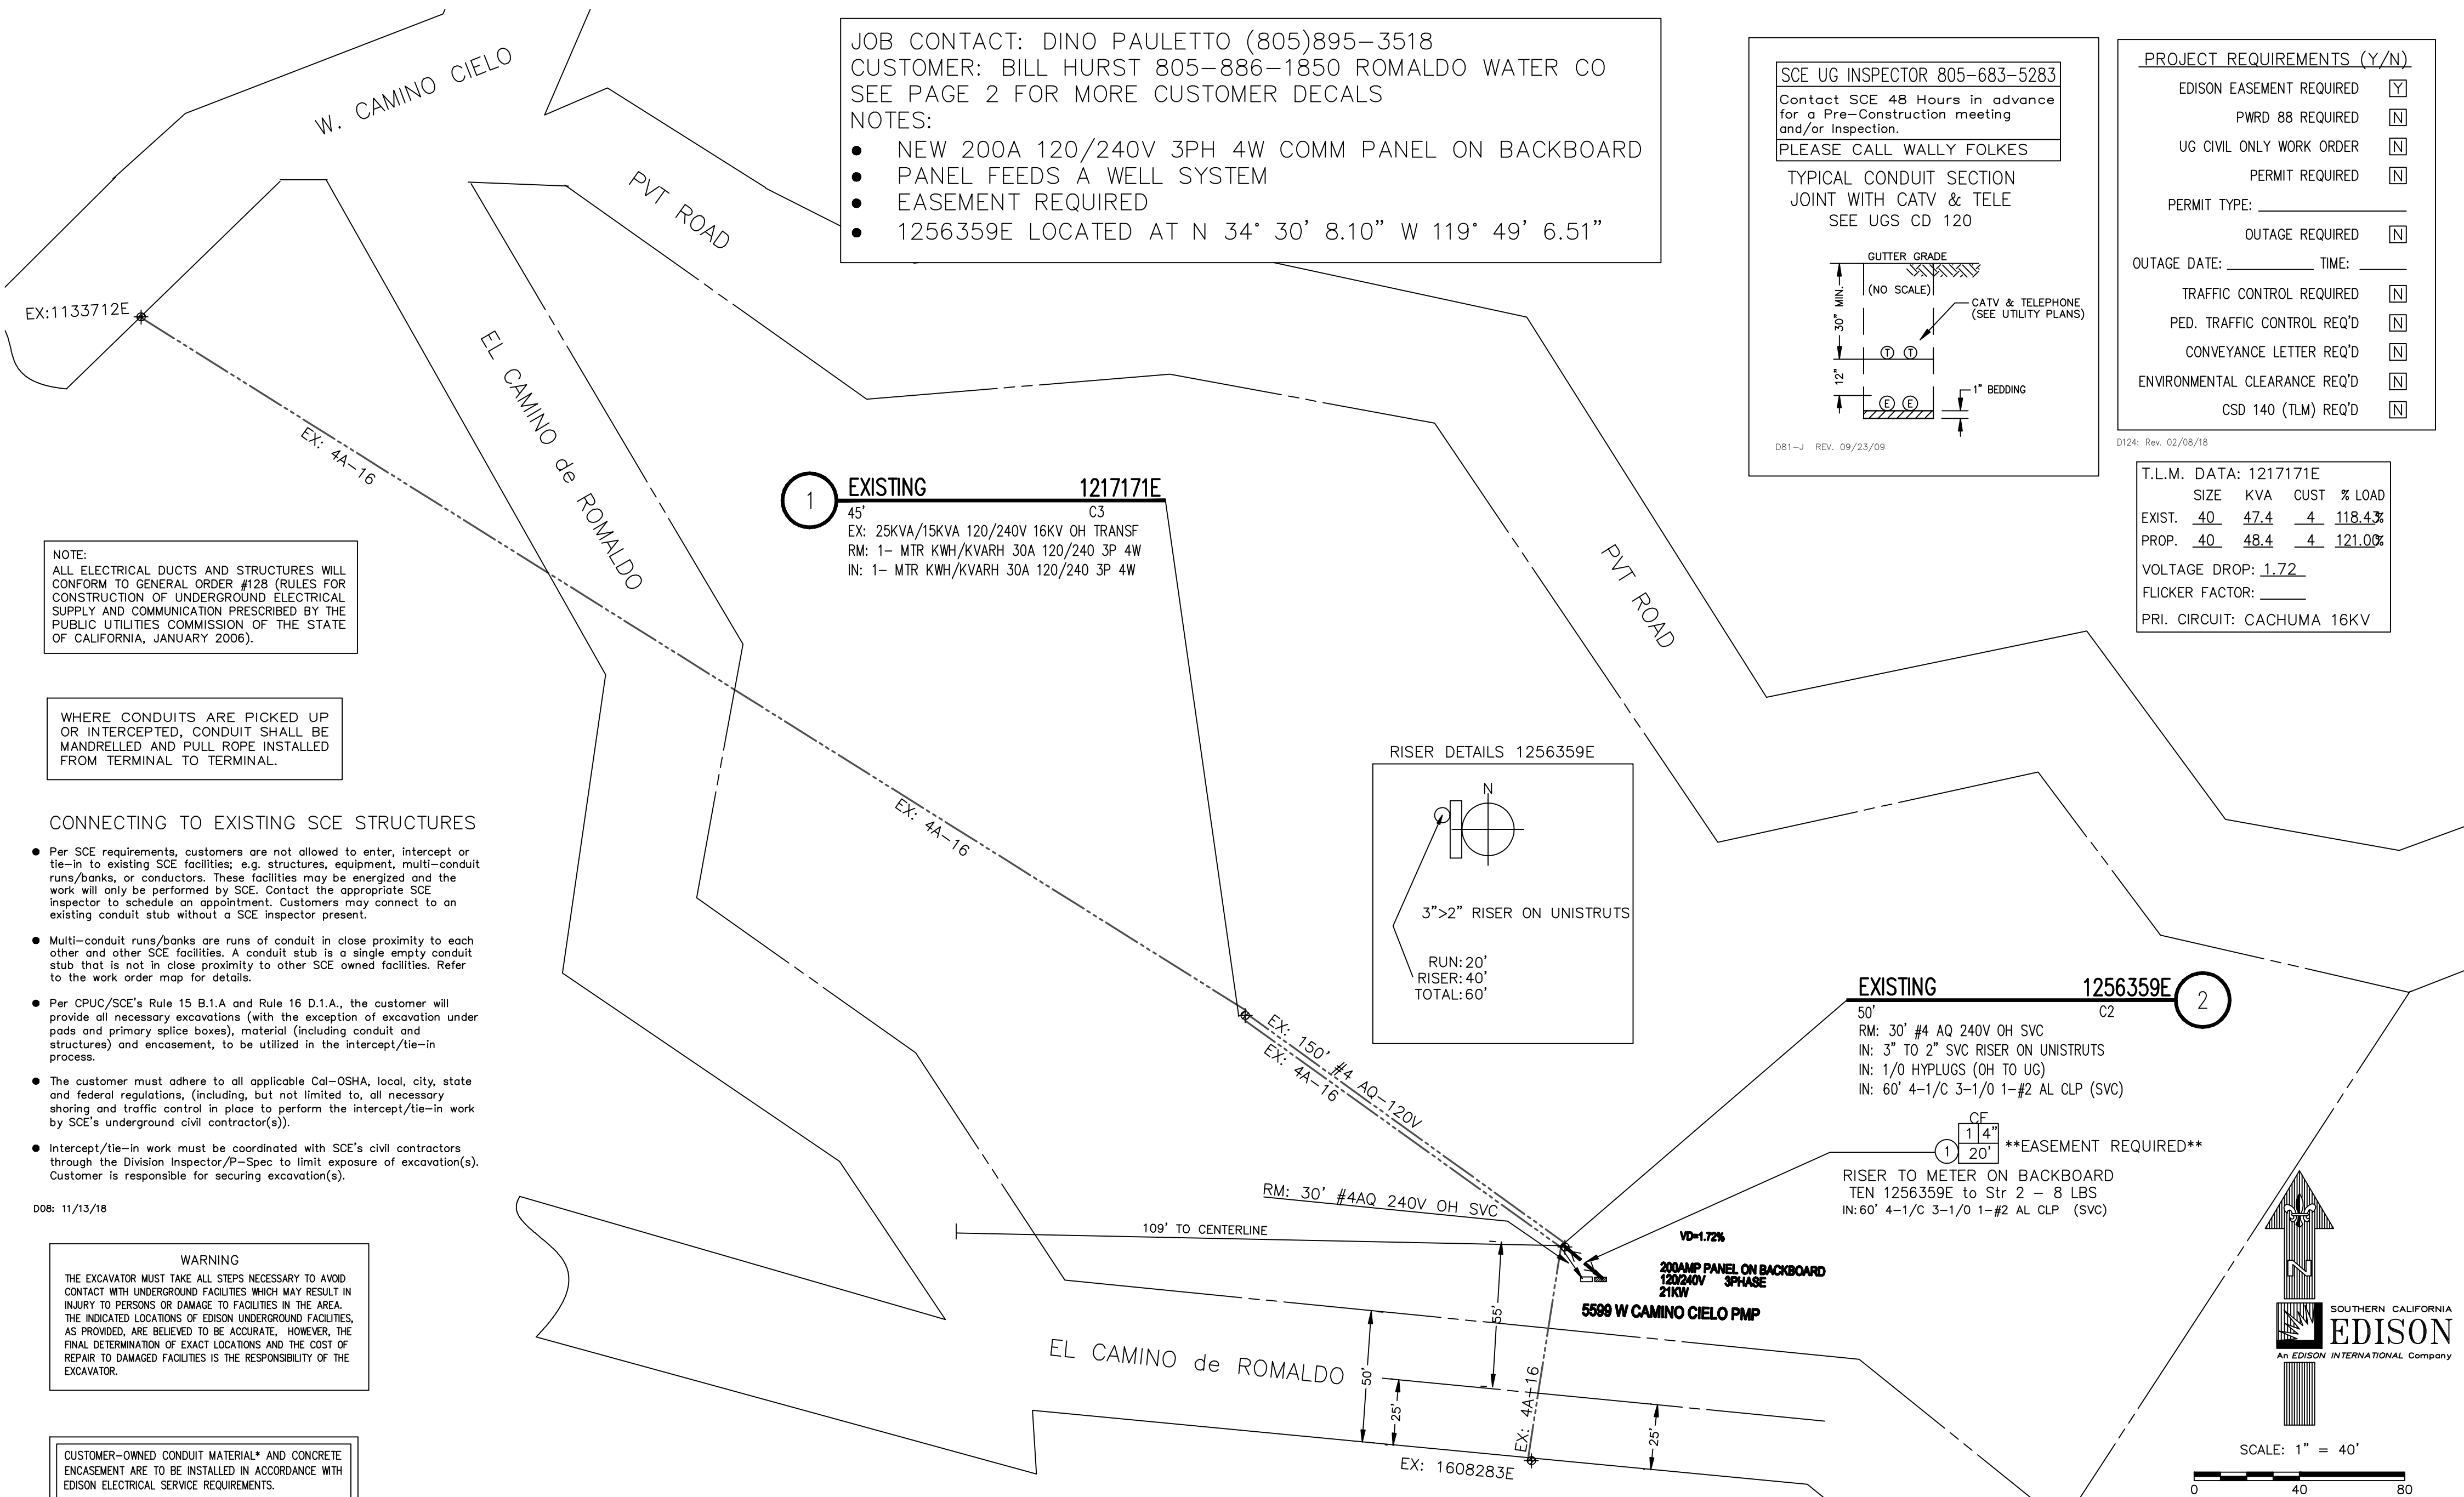 W. CAMINO CIELO
PVT ROAD
EX:1133712E
EL CAMINO de ROMALDO
EX: 4A-16
JOB CONTACT: DINO PAULETTO (805)895-3518
CUSTOMER: BILL HURST 805-886-1850 ROMALDO WATER CO
SEE PAGE 2 FOR MORE CUSTOMER DECALS
NOTES:
● NEW 200A 120/240V 3PH 4W COMM PANEL ON BACKBOARD
● PANEL FEEDS A WELL SYSTEM
● EASEMENT REQUIRED
● 1256359E LOCATED AT N 34° 30' 8.10" W 119° 49' 6.51"
SCE UG INSPECTOR 805-683-5283
Contact SCE 48 Hours in advance
for a Pre-Construction meeting
and/or Inspection.
PLEASE CALL WALLY FOLKES
TYPICAL CONDUIT SECTION
JOINT WITH CATV & TELE
SEE UGS CD 120
GUTTER GRADE
(NO SCALE)
30" MIN.
CATV & TELEPHONE
(SEE UTILITY PLANS)
T T
12"
1" BEDDING
E E
D81-J REV. 09/23/09
PROJECT REQUIREMENTS (Y/N)
EDISON EASEMENT REQUIRED Y
PWRD 88 REQUIRED N
UG CIVIL ONLY WORK ORDER N
PERMIT REQUIRED N
PERMIT TYPE:
OUTAGE REQUIRED N
OUTAGE DATE: TIME:
TRAFFIC CONTROL REQUIRED N
PED. TRAFFIC CONTROL REQ'D N
CONVEYANCE LETTER REQ'D N
ENVIRONMENTAL CLEARANCE REQ'D N
CSD 140 (TLM) REQ'D N
D124: Rev. 02/08/18
T.L.M. DATA: 1217171E
SIZE KVA CUST % LOAD
EXIST. 40 47.4 4 118.43%
PROP. 40 48.4 4 121.00%
VOLTAGE DROP: 1.72
FLICKER FACTOR:
PRI. CIRCUIT: CACHUMA 16KV
1 EXISTING 1217171E
45' C3
EX: 25KVA/15KVA 120/240V 16KV OH TRANSF
RM: 1- MTR KWH/KVARH 30A 120/240 3P 4W
IN: 1- MTR KWH/KVARH 30A 120/240 3P 4W
PVT ROAD
NOTE:
ALL ELECTRICAL DUCTS AND STRUCTURES WILL
CONFORM TO GENERAL ORDER #128 (RULES FOR
CONSTRUCTION OF UNDERGROUND ELECTRICAL
SUPPLY AND COMMUNICATION PRESCRIBED BY THE
PUBLIC UTILITIES COMMISSION OF THE STATE
OF CALIFORNIA, JANUARY 2006).
WHERE CONDUITS ARE PICKED UP
OR INTERCEPTED, CONDUIT SHALL BE
MANDRELLED AND PULL ROPE INSTALLED
FROM TERMINAL TO TERMINAL.
CONNECTING TO EXISTING SCE STRUCTURES
● Per SCE requirements, customers are not allowed to enter, intercept or
tie-in to existing SCE facilities; e.g. structures, equipment, multi-conduit
runs/banks, or conductors. These facilities may be energized and the
work will only be performed by SCE. Contact the appropriate SCE
inspector to schedule an appointment. Customers may connect to an
existing conduit stub without a SCE inspector present.
● Multi-conduit runs/banks are runs of conduit in close proximity to each
other and other SCE facilities. A conduit stub is a single empty conduit
stub that is not in close proximity to other SCE owned facilities. Refer
to the work order map for details.
● Per CPUC/SCE's Rule 15 B.1.A and Rule 16 D.1.A., the customer will
provide all necessary excavations (with the exception of excavation under
pads and primary splice boxes), material (including conduit and
structures) and encasement, to be utilized in the intercept/tie-in
process.
● The customer must adhere to all applicable Cal-OSHA, local, city, state
and federal regulations, (including, but not limited to, all necessary
shoring and traffic control in place to perform the intercept/tie-in work
by SCE's underground civil contractor(s)).
● Intercept/tie-in work must be coordinated with SCE's civil contractors
through the Division Inspector/P-Spec to limit exposure of excavation(s).
Customer is responsible for securing excavation(s).
D08: 11/13/18
WARNING
THE EXCAVATOR MUST TAKE ALL STEPS NECESSARY TO AVOID
CONTACT WITH UNDERGROUND FACILITIES WHICH MAY RESULT IN
INJURY TO PERSONS OR DAMAGE TO FACILITIES IN THE AREA.
THE INDICATED LOCATIONS OF EDISON UNDERGROUND FACILITIES,
AS PROVIDED, ARE BELIEVED TO BE ACCURATE, HOWEVER, THE
FINAL DETERMINATION OF EXACT LOCATIONS AND THE COST OF
REPAIR TO DAMAGED FACILITIES IS THE RESPONSIBILITY OF THE
EXCAVATOR.
CUSTOMER-OWNED CONDUIT MATERIAL* AND CONCRETE
ENCASEMENT ARE TO BE INSTALLED IN ACCORDANCE WITH
EDISON ELECTRICAL SERVICE REQUIREMENTS.
EX: 4A-16
RISER DETAILS 1256359E
N
3">2" RISER ON UNISTRUTS
RUN: 20'
RISER: 40'
TOTAL: 60'
EX: 150' #4 AQ-120V
EX: 4A-16
EXISTING 1256359E 2
50' C2
RM: 30' #4 AQ 240V OH SVC
IN: 3" TO 2" SVC RISER ON UNISTRUTS
IN: 1/0 HYPLUGS (OH TO UG)
IN: 60' 4-1/C 3-1/0 1-#2 AL CLP (SVC)
CF
1 4"
1 20' **EASEMENT REQUIRED**
RISER TO METER ON BACKBOARD
TEN 1256359E to Str 2 - 8 LBS
IN:60' 4-1/C 3-1/0 1-#2 AL CLP (SVC)
RM: 30' #4AQ 240V OH SVC
109' TO CENTERLINE
VD=1.72%
200AMP PANEL ON BACKBOARD
120/240V 3PHASE
21KW
5599 W CAMINO CIELO PMP
55'
EL CAMINO de ROMALDO
50'
25'
EX: 4A-16
25'
EX: 1608283E
N
SOUTHERN CALIFORNIA
EDISON
An EDISON INTERNATIONAL Company
SCALE: 1" = 40'
0 40 80